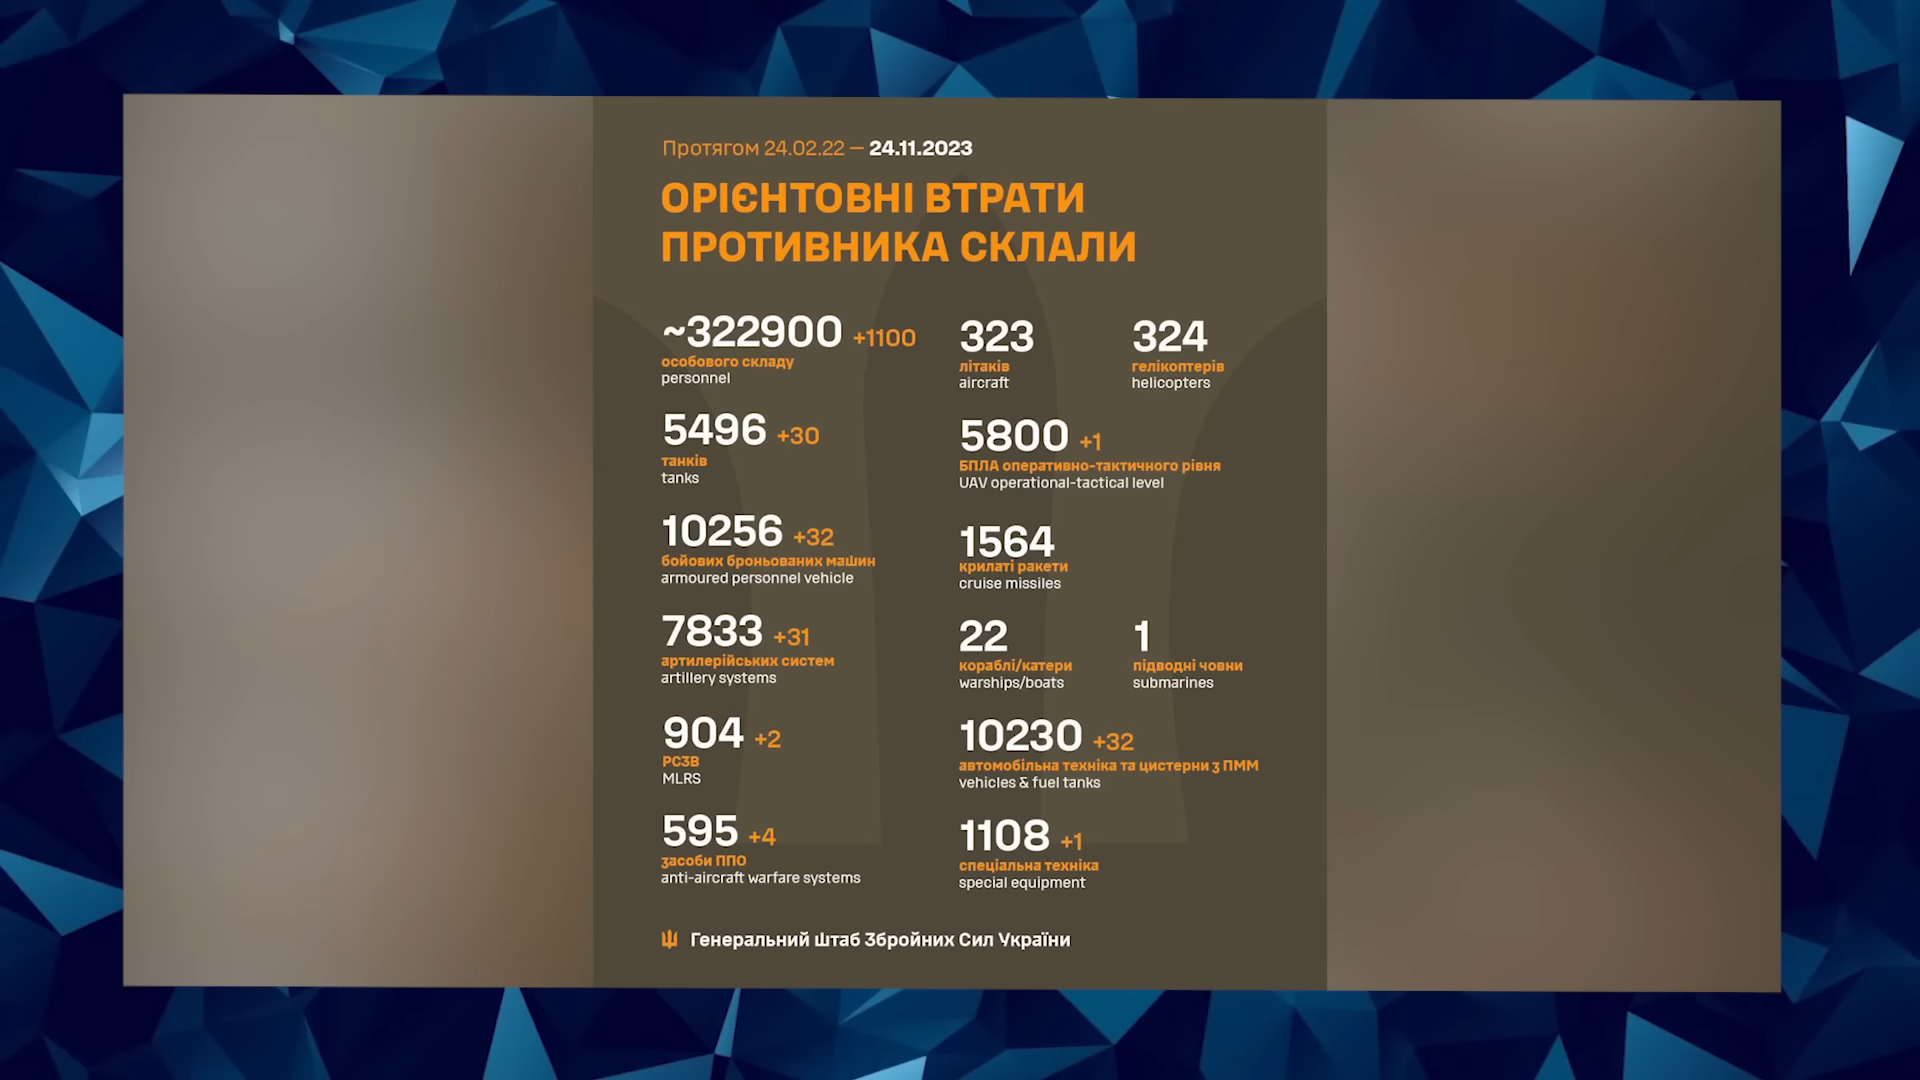 Протягом 24.02.22 — 24.11.2023
ОРІЄНТОВНІ ВТРАТИ
ПРОТИВНИКА СКЛАЛИ
~322900 +1100
особового складу
personnel
5496 +30
танків
tanks
10256 +32
бойових броньованих машин
armoured personnel vehicle
7833 +31
артилерійських систем
artillery systems
904 +2
РСЗВ
MLRS
595 +4
засоби ППО
anti-aircraft warfare systems
323
літаків
aircraft
324
гелікоптерів
helicopters
5800 +1
БПЛА оперативно-тактичного рівня
UAV operational-tactical level
1564
крилаті ракети
cruise missiles
22
кораблі/катери
warships/boats
1
підводні човни
submarines
10230 +32
автомобільна техніка та цистерни з ПММ
vehicles & fuel tanks
1108 +1
спеціальна техніка
special equipment
Генеральний Штаб Збройних Сил України